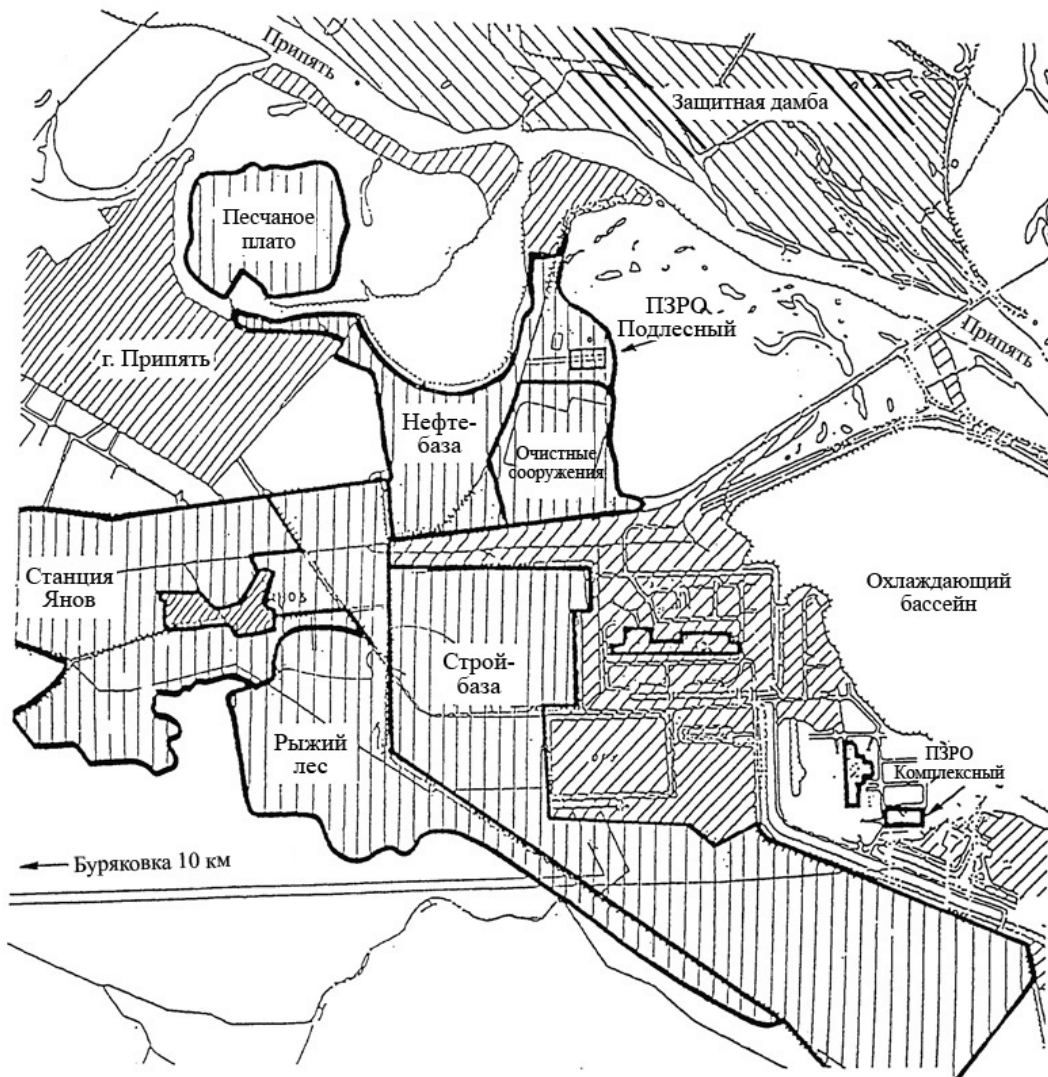 Припять
Защитная дамба
Песчаное
плато
ПЗРО
Подлесный
Припять
г. Припять
Нефте-
база
Очистные
сооружения
Станция
Янов
Охлаждающий
бассейн
Строй-
база
Рыжий
лес
ПЗРО
Комплексный
Буряковка 10 км